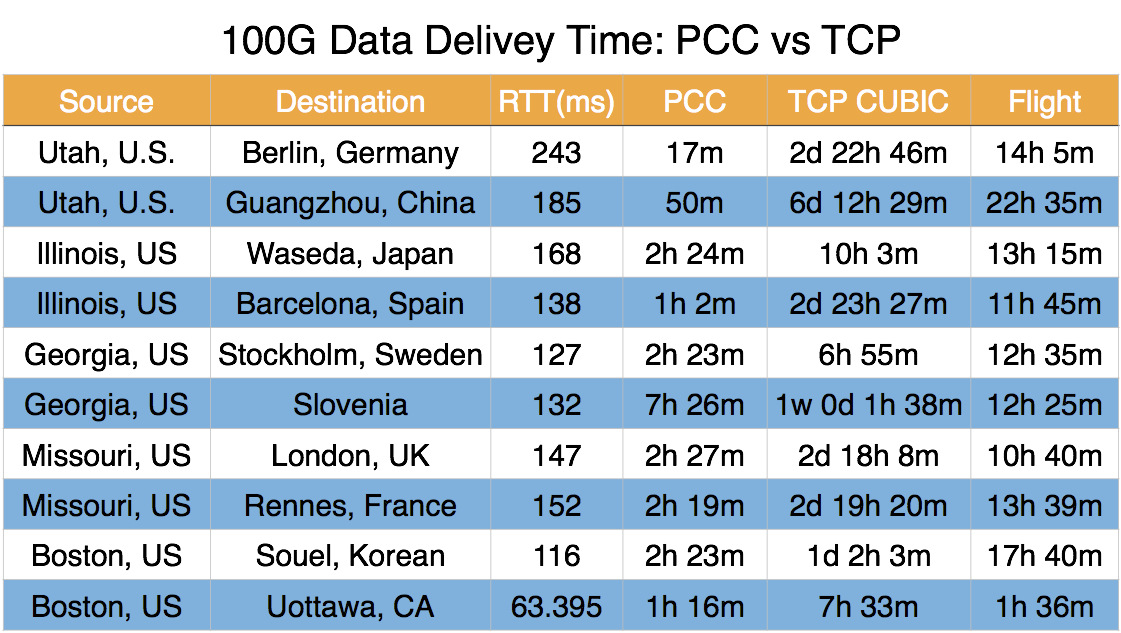 100G Data Delivey Time: PCC vs TCP
Source Destination RTT(ms) PCC TCP CUBIC Flight
Utah, U.S. Berlin, Germany 243 17m 2d 22h 46m 14h 5m
Utah, U.S. Guangzhou, China 185 50m 6d 12h 29m 22h 35m
Illinois, US Waseda, Japan 168 2h 24m 10h 3m 13h 15m
Illinois, US Barcelona, Spain 138 1h 2m 2d 23h 27m 11h 45m
Georgia, US Stockholm, Sweden 127 2h 23m 6h 55m 12h 35m
Georgia, US Slovenia 132 7h 26m 1w 0d 1h 38m 12h 25m
Missouri, US London, UK 147 2h 27m 2d 18h 8m 10h 40m
Missouri, US Rennes, France 152 2h 19m 2d 19h 20m 13h 39m
Boston, US Souel, Korean 116 2h 23m 1d 2h 3m 17h 40m
Boston, US Uottawa, CA 63.395 1h 16m 7h 33m 1h 36m